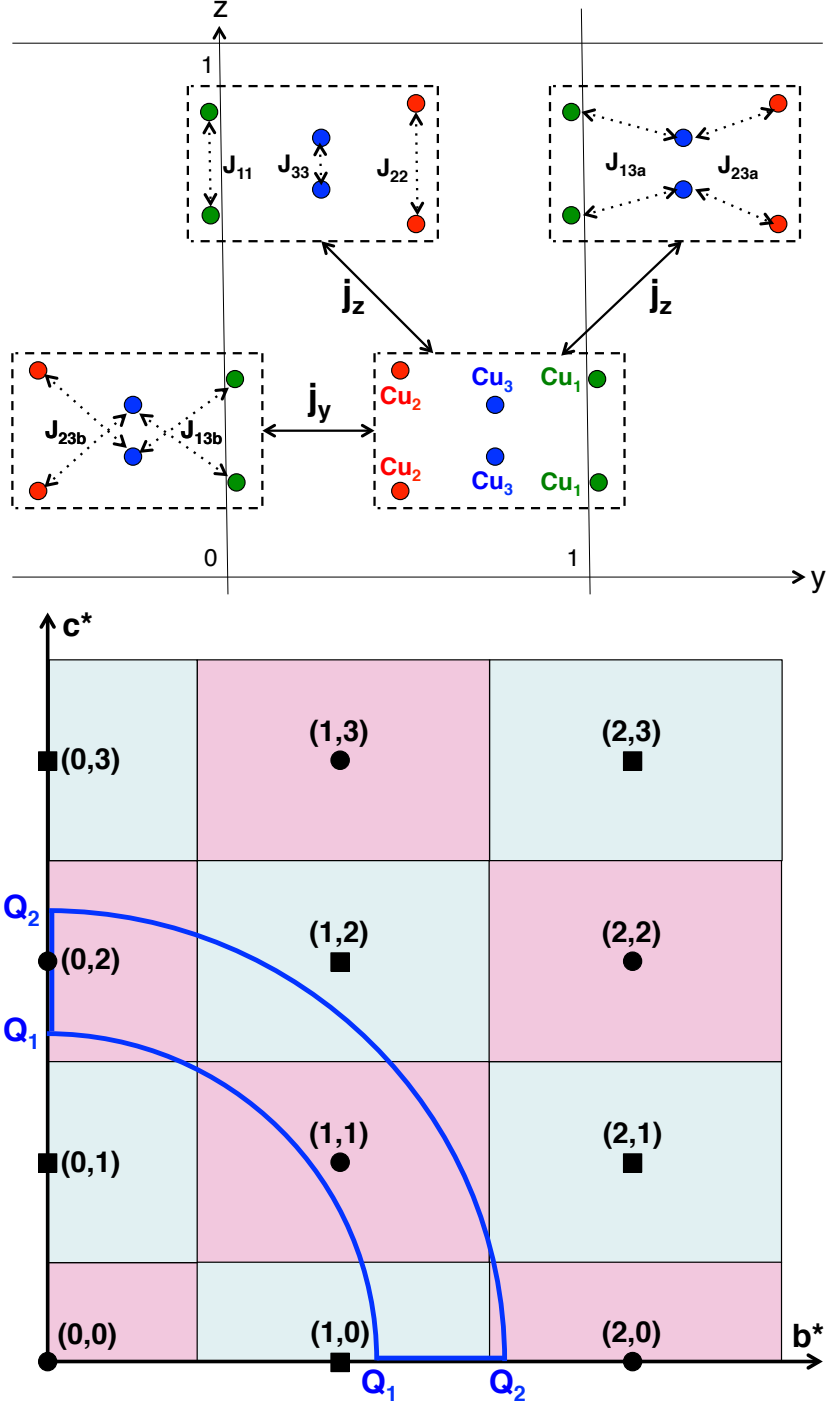 z
1
J11 J33 J22 J13a J23a
jz jz
Cu3 Cu1
Cu2
J23b J13b jy
Cu2
Cu3 Cu1
0 1
y
c*
(0,3) (1,3) (2,3)
Q2
(0,2) (1,2) (2,2)
Q1
(0,1) (1,1) (2,1)
(0,0) (1,0) (2,0) b*
Q1 Q2